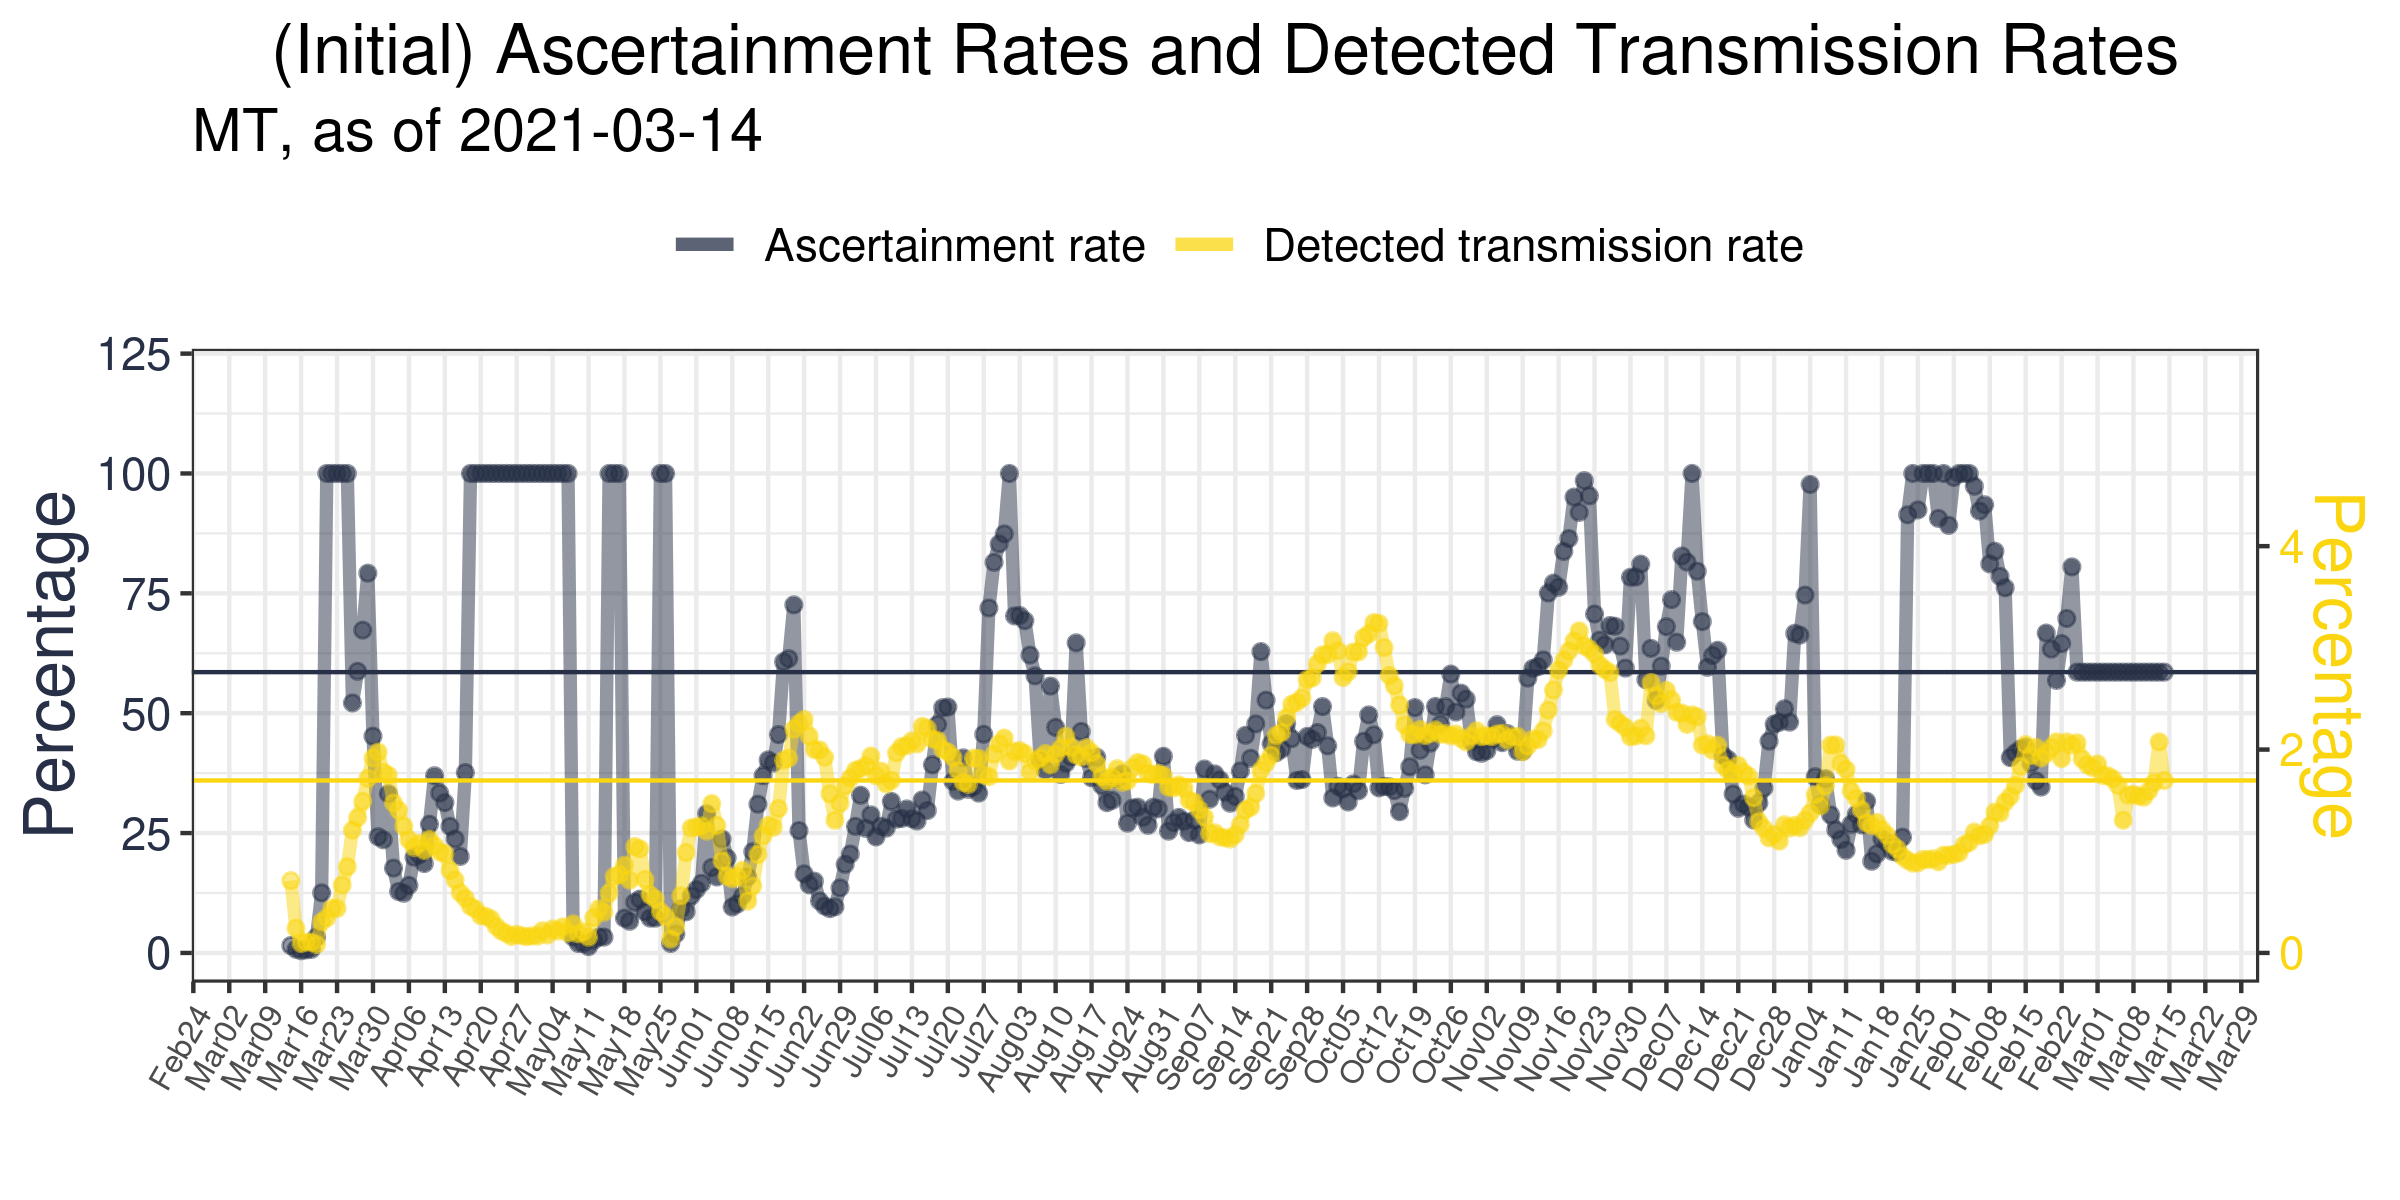 (Initial) Ascertainment Rates and Detected Transmission Rates
MT, as of 2021-03-14
Ascertainment rate
Detected transmission rate
Percentage
125
100
75
50
25
0
Percentage
4
2
0
Feb24
Mar02
Mar09
Mar16
Mar23
Mar30
Apr06
Apr13
Apr20
Apr27
May04
May11
May18
May25
Jun01
Jun08
Jun15
Jun22
Jun29
Jul06
Jul13
Jul20
Jul27
Aug03
Aug10
Aug17
Aug24
Aug31
Sep07
Sep14
Sep21
Sep28
Oct05
Oct12
Oct19
Oct26
Nov02
Nov09
Nov16
Nov23
Nov30
Dec07
Dec14
Dec21
Dec28
Jan04
Jan11
Jan18
Jan25
Feb01
Feb08
Feb15
Feb22
Mar01
Mar08
Mar15
Mar22
Mar29